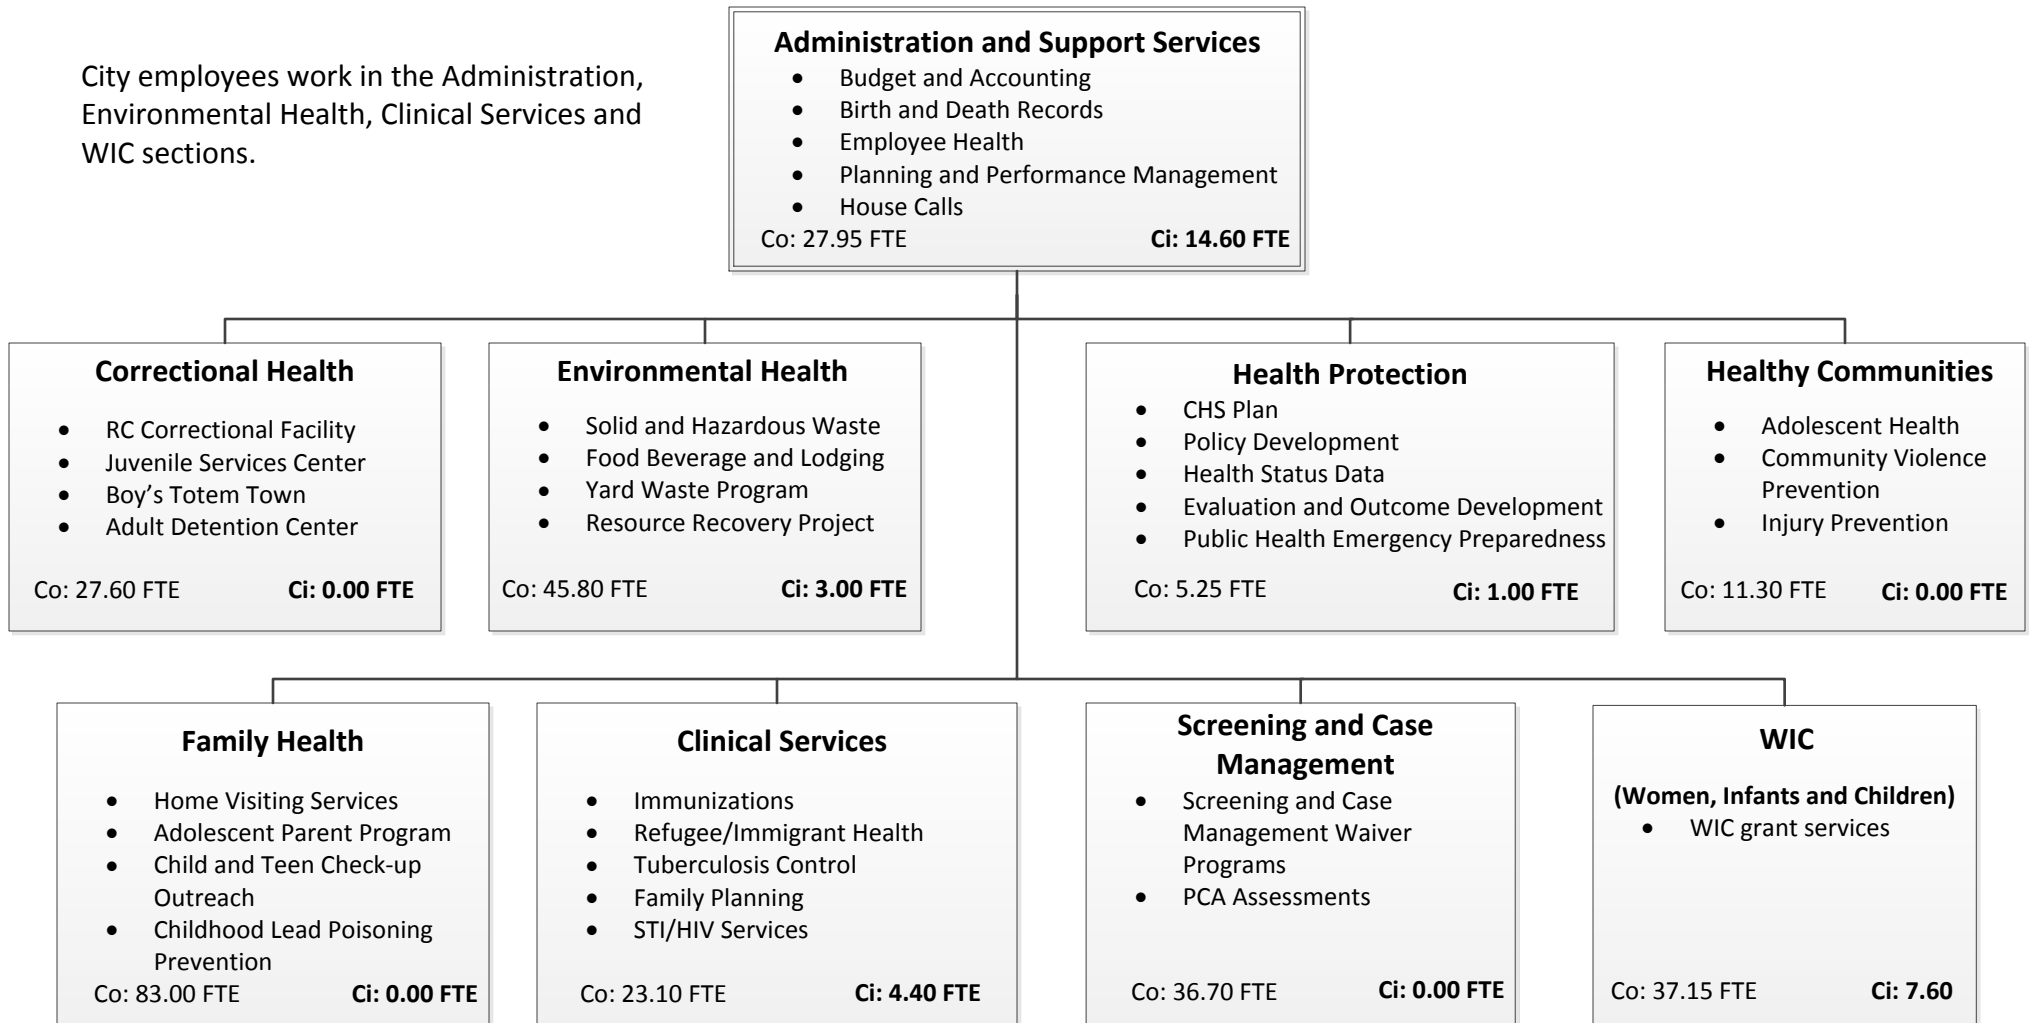 City employees work in the Administration,
Environmental Health, Clinical Services and
WIC sections.
Administration and Support Services
• Budget and Accounting
• Birth and Death Records
• Employee Health
• Planning and Performance Management
• House Calls
Co: 27.95 FTE Ci: 14.60 FTE
Correctional Health
• RC Correctional Facility
• Juvenile Services Center
• Boy's Totem Town
• Adult Detention Center
Co: 27.60 FTE Ci: 0.00 FTE
Environmental Health
• Solid and Hazardous Waste
• Food Beverage and Lodging
• Yard Waste Program
• Resource Recovery Project
Co: 45.80 FTE Ci: 3.00 FTE
Health Protection
• CHS Plan
• Policy Development
• Health Status Data
• Evaluation and Outcome Development
• Public Health Emergency Preparedness
Co: 5.25 FTE Ci: 1.00 FTE
Healthy Communities
• Adolescent Health
• Community Violence
Prevention
• Injury Prevention
Co: 11.30 FTE Ci: 0.00 FTE
Family Health
• Home Visiting Services
• Adolescent Parent Program
• Child and Teen Check-up
Outreach
• Childhood Lead Poisoning
Prevention
Co: 83.00 FTE Ci: 0.00 FTE
Clinical Services
• Immunizations
• Refugee/Immigrant Health
• Tuberculosis Control
• Family Planning
• STI/HIV Services
Co: 23.10 FTE Ci: 4.40 FTE
Screening and Case
Management
• Screening and Case
Management Waiver
Programs
• PCA Assessments
Co: 36.70 FTE Ci: 0.00 FTE
WIC
(Women, Infants and Children)
• WIC grant services
Co: 37.15 FTE Ci: 7.60